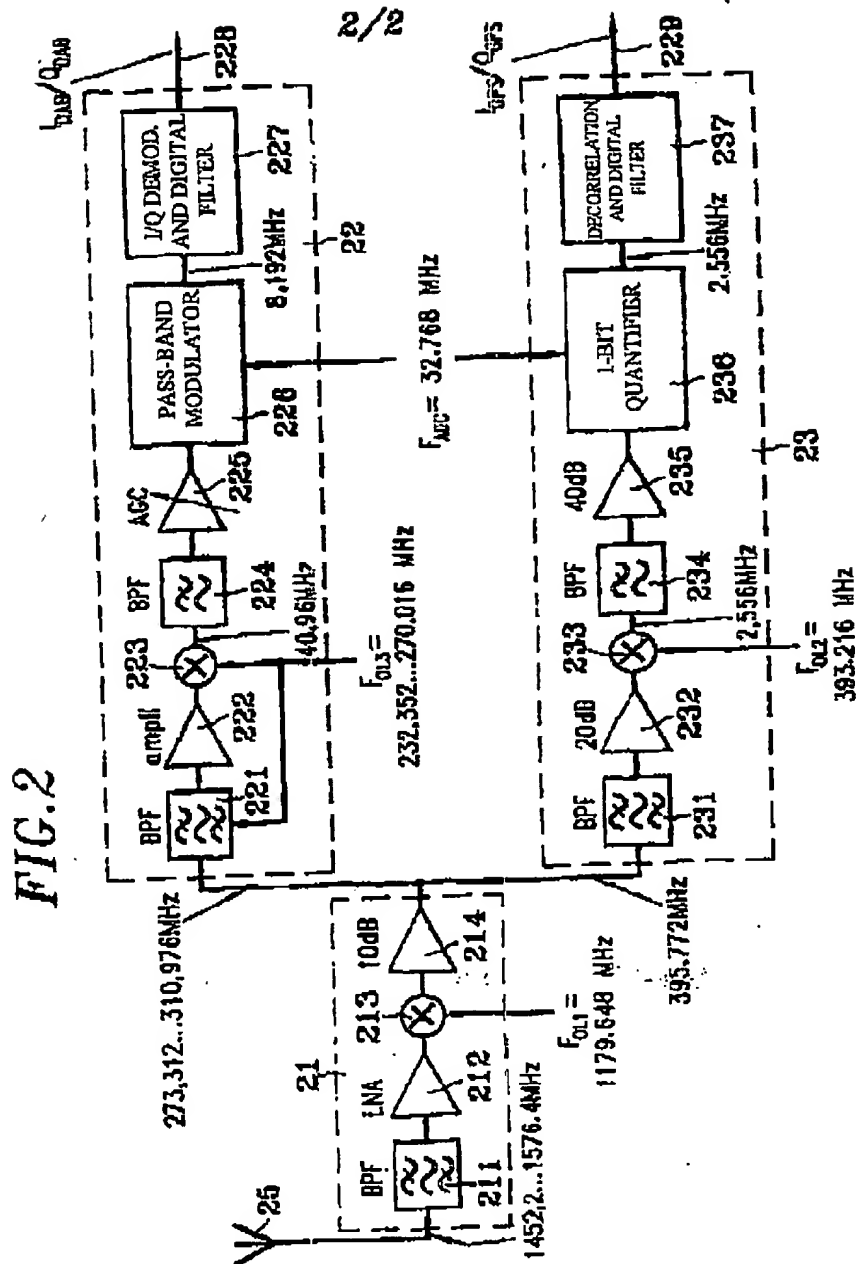 2/2
FIG.2
25
1452,2...1576.4MHz
21
BPF
211
LNA
212
213
F_OL1 =
1179.648 MHz
10dB
214
273,312...310,976MHz
395.772MHz
BPF
221
ampli
222
223
40,96MHz
F_OL3 =
232.352...270.016 MHz
BPF
224
AGC
225
PASS-BAND
MODULATOR
226
8,192MHz
I/Q DEMOD.
AND DIGITAL
FILTER
227
22
I_DAB/Q_DAB
228
F_ADC = 32.768 MHz
BPF
231
20dB
232
233
2,556MHz
F_OL2 =
393.216 MHz
BPF
234
40dB
235
1-BIT
QUANTIFIER
236
2,556MHz
DECORRELATION
AND DIGITAL
FILTER
237
23
I_GPS/Q_GPS
229